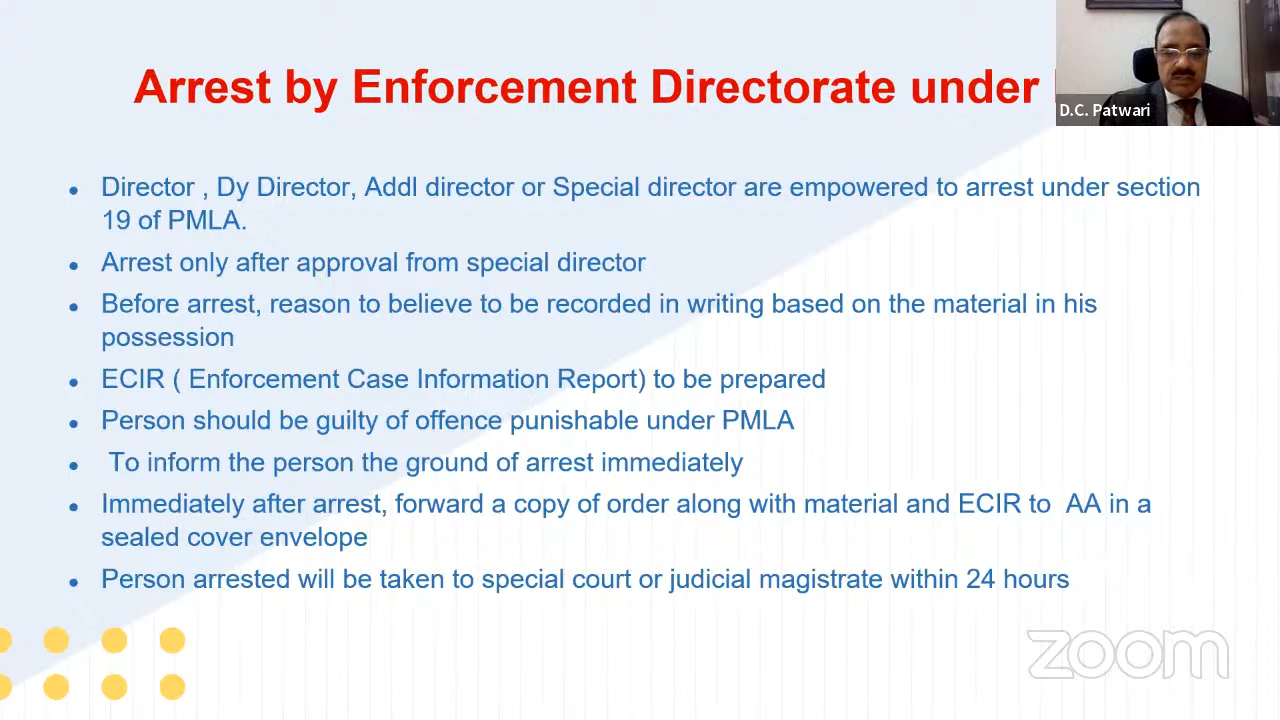 Arrest by Enforcement Directorate under
D.C. Patwari
Director , Dy Director, Addl director or Special director are empowered to arrest under section
19 of PMLA.
Arrest only after approval from special director
Before arrest, reason to believe to be recorded in writing based on the material in his
possession
ECIR ( Enforcement Case Information Report) to be prepared
Person should be guilty of offence punishable under PMLA
To inform the person the ground of arrest immediately
Immediately after arrest, forward a copy of order along with material and ECIR to AA in a
sealed cover envelope
Person arrested will be taken to special court or judicial magistrate within 24 hours
zoom